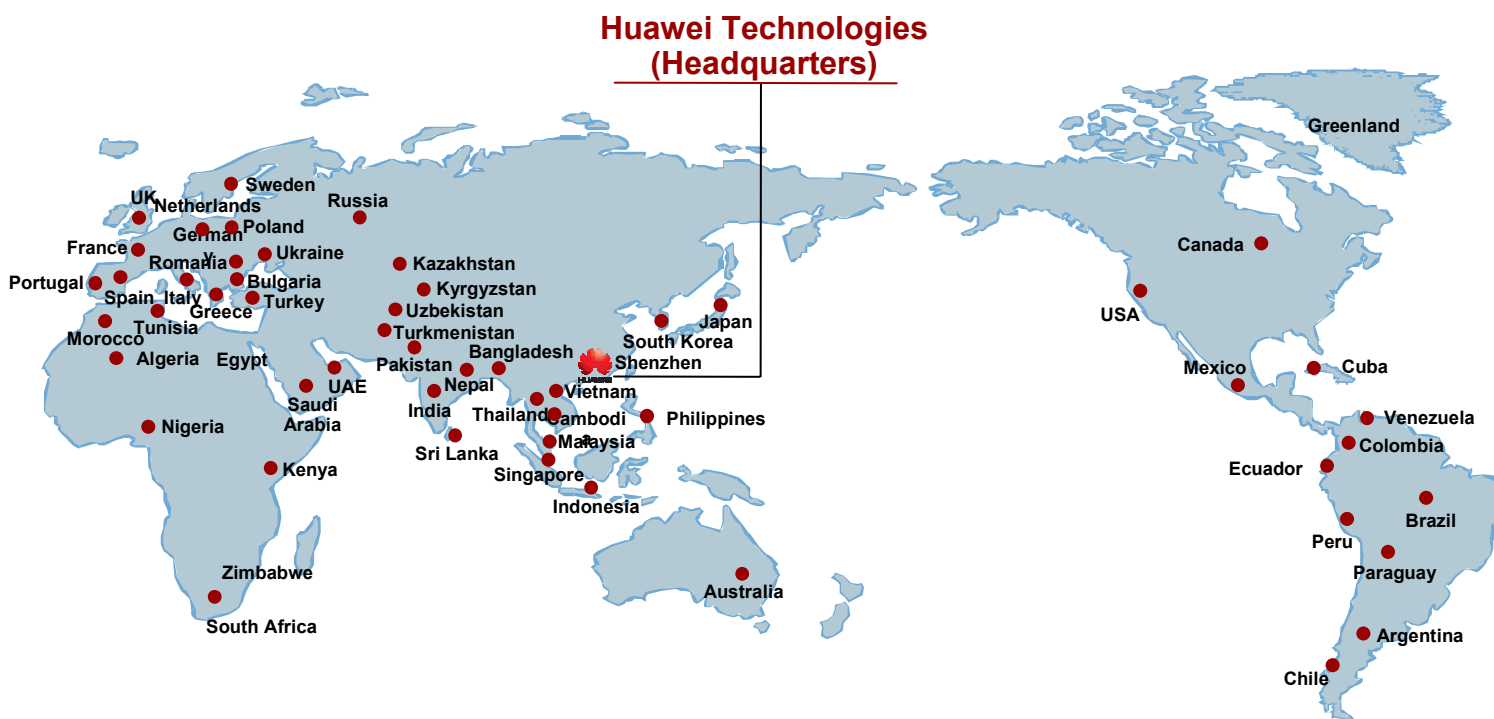 Huawei Technologies
(Headquarters)
Greenland
Sweden
UK
Netherlands
Russia
Poland
German
y
France
Ukraine
Canada
Romania
Kazakhstan
Portugal
Bulgaria
Kyrgyzstan
Spain
Italy
Turkey
Greece
Uzbekistan
USA
Tunisia
Japan
Morocco
Turkmenistan
South Korea
Algeria
Egypt
Bangladesh
Shenzhen
Pakistan
Mexico
Cuba
HUAWEI
UAE
Nepal
Vietnam
Saudi
Arabia
India
Thailand
Cambodi
a
Philippines
Venezuela
Nigeria
Malaysia
Colombia
Sri Lanka
Kenya
Singapore
Ecuador
Indonesia
Brazil
Peru
Zimbabwe
Paraguay
Australia
South Africa
Argentina
Chile